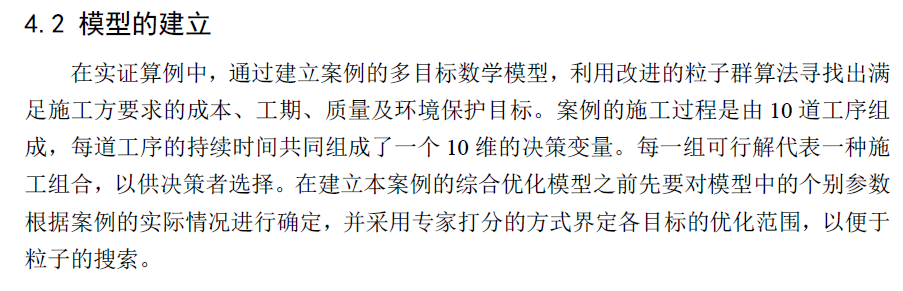 4.2 模型的建立
在实证算例中，通过建立案例的多目标数学模型，利用改进的粒子群算法寻找出满
足施工方要求的成本、工期、质量及环境保护目标。案例的施工过程是由 10 道工序组
成，每道工序的持续时间共同组成了一个 10 维的决策变量。每一组可行解代表一种施
工组合，以供决策者选择。在建立本案例的综合优化模型之前先要对模型中的个别参数
根据案例的实际情况进行确定，并采用专家打分的方式界定各目标的优化范围，以便于
粒子的搜索。